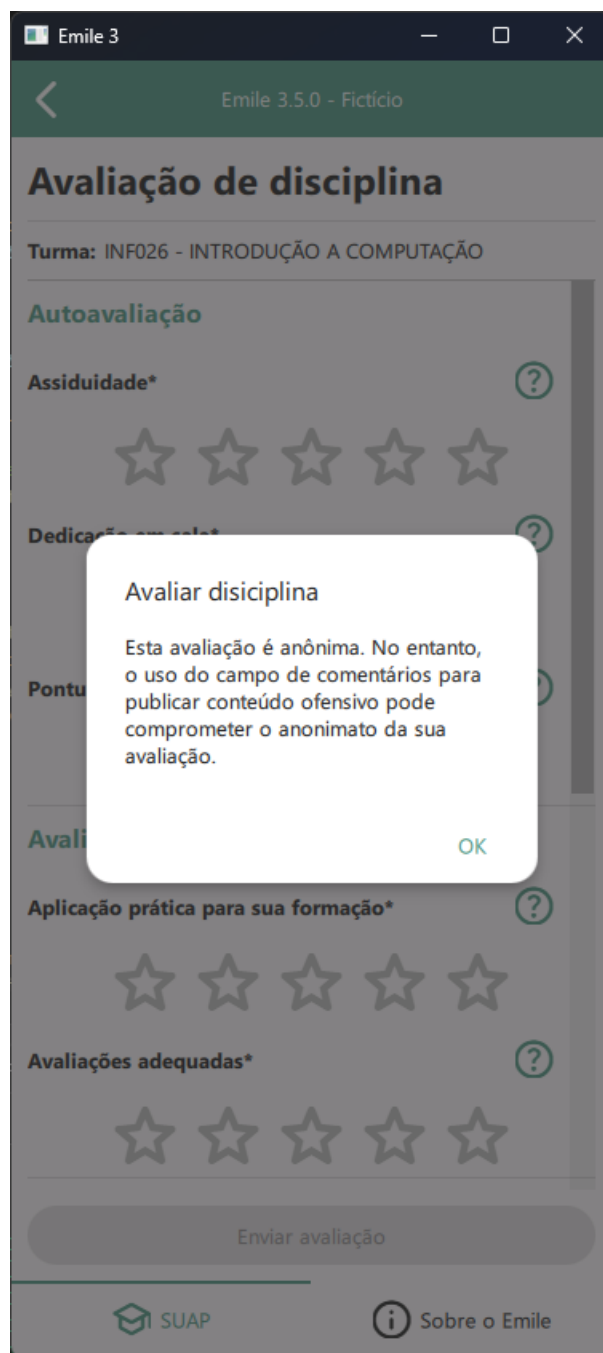 Emile 3
Emile 3.5.0 - Fictício
Avaliação de disciplina
Turma: INF026 - INTRODUÇÃO A COMPUTAÇÃO
Autoavaliação
Assiduidade*
Avaliar disiciplina
Esta avaliação é anônima. No entanto,
o uso do campo de comentários para
publicar conteúdo ofensivo pode
comprometer o anonimato da sua
avaliação.
OK
Aplicação prática para sua formação*
Avaliações adequadas*
Enviar avaliação
SUAP
Sobre o Emile